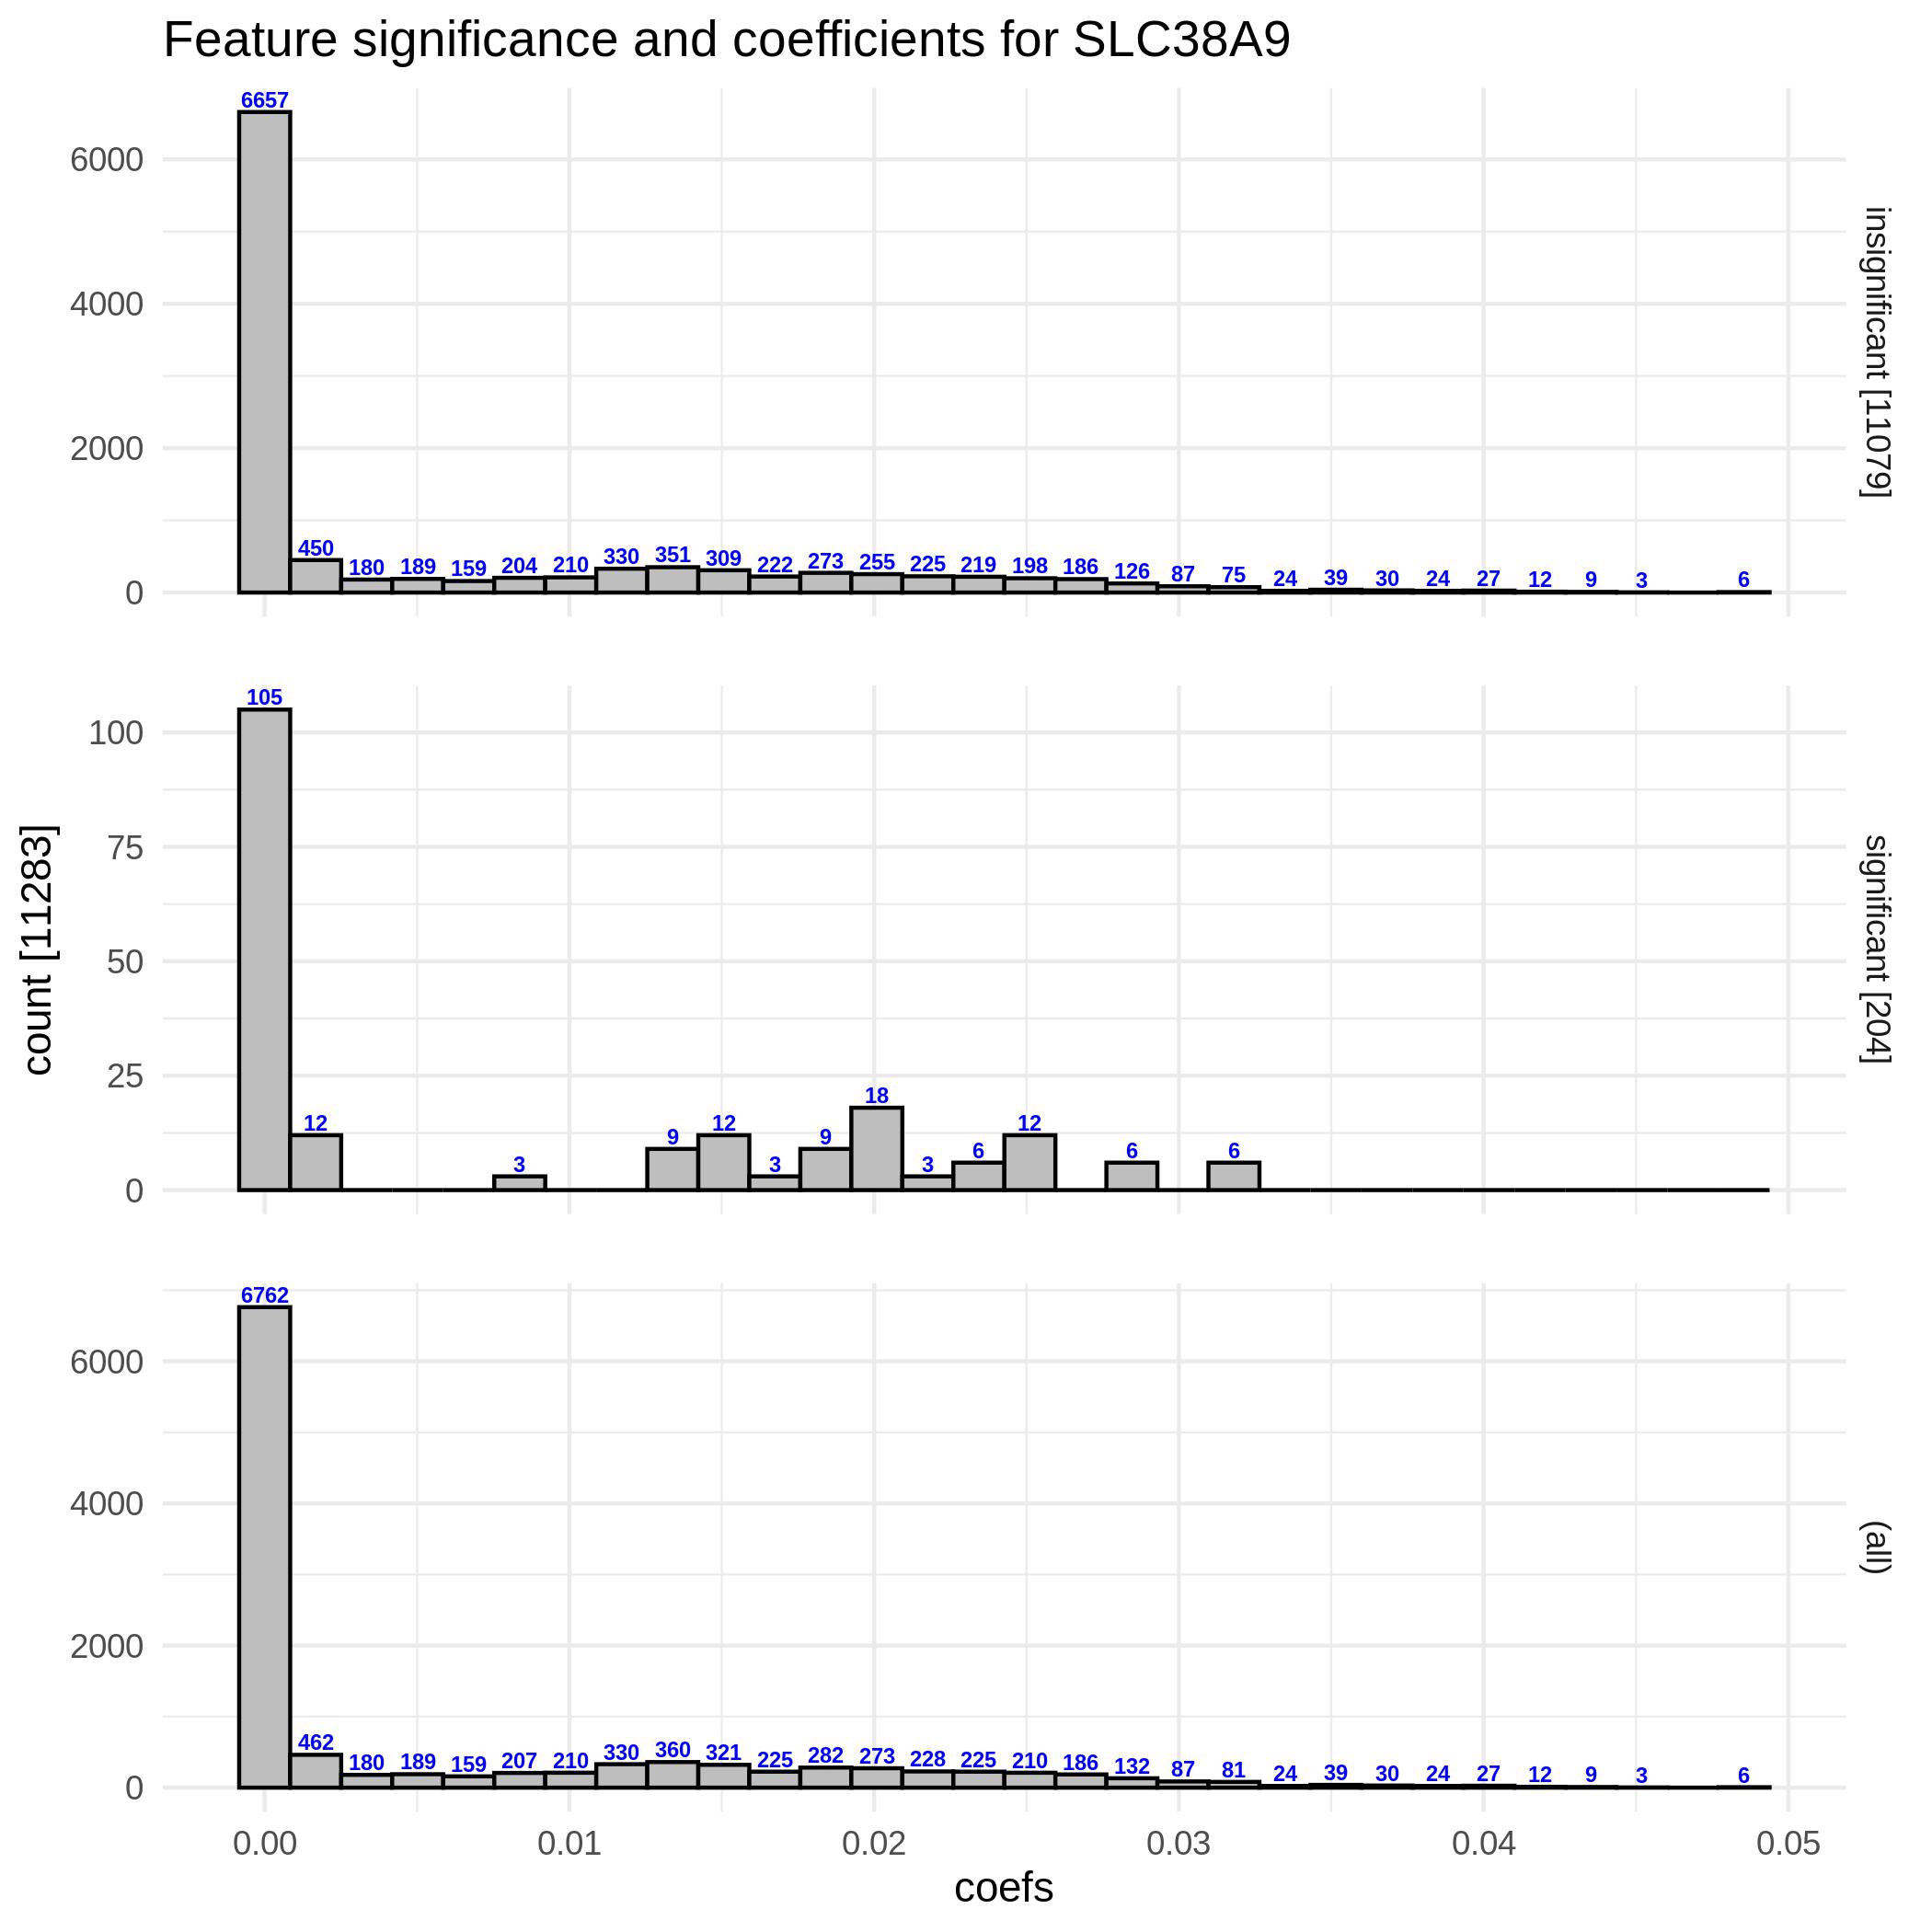 Feature significance and coefficients for SLC38A9
6657
6000
4000
2000
450 180 189 159 204 210 330 351 309 222 273 255 225 219 198 186 126 87 75 24 39 30 24 27 12 9 3 6
0
insignificant [11079]
105
100
75
50
25
12 3 9 12 3 9 18 3 6 12 6 6
0
significant [204]
count [11283]
6762
6000
4000
2000
462 180 189 159 207 210 330 360 321 225 282 273 228 225 210 186 132 87 81 24 39 30 24 27 12 9 3 6
0
(all)
0.00 0.01 0.02 0.03 0.04 0.05
coefs